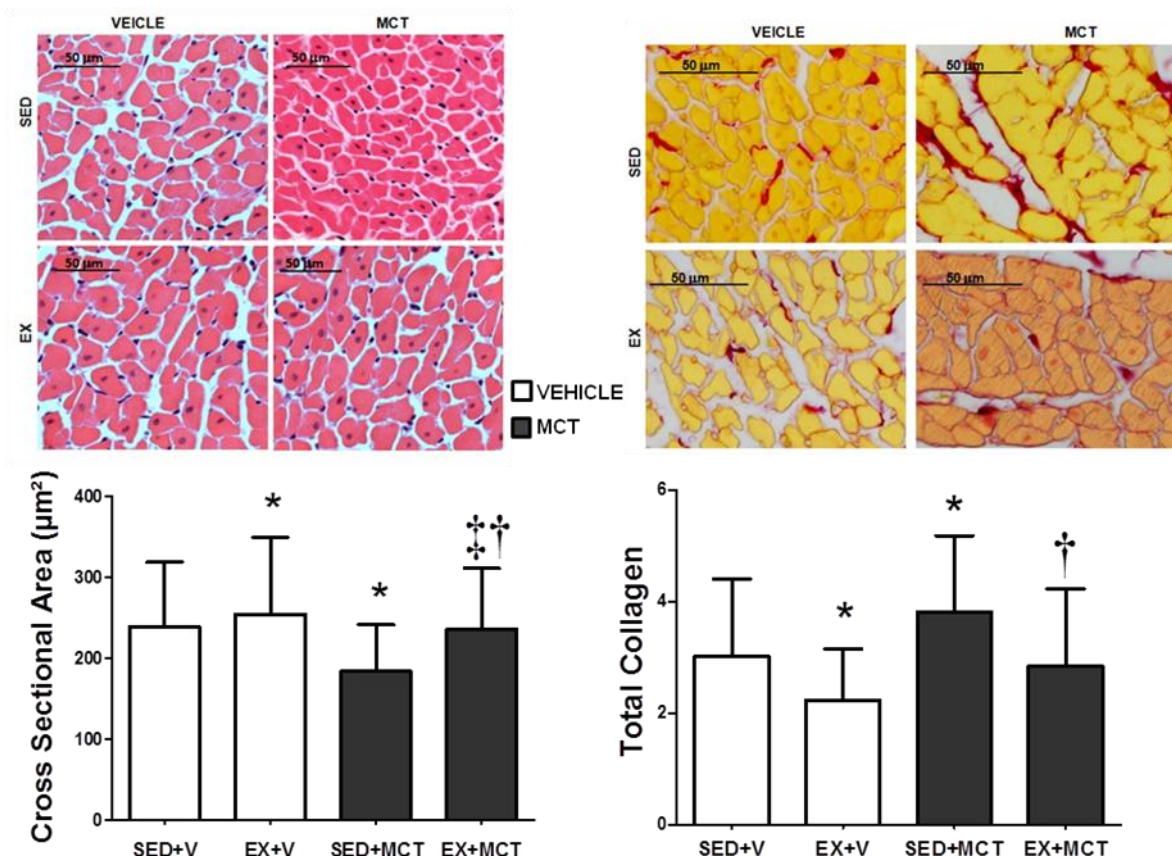 VEICLE MCT
SED
50 µm 50 µm
EX
50 µm 50 µm
VEHICLE
MCT
VEICLE MCT
SED
50 µm 50 µm
EX
50 µm 50 µm
Cross Sectional Area (µm²)
400
300
200
100
0
* * ‡†
SED+V EX+V SED+MCT EX+MCT
Total Collagen
6
4
2
0
* * †
SED+V EX+V SED+MCT EX+MCT